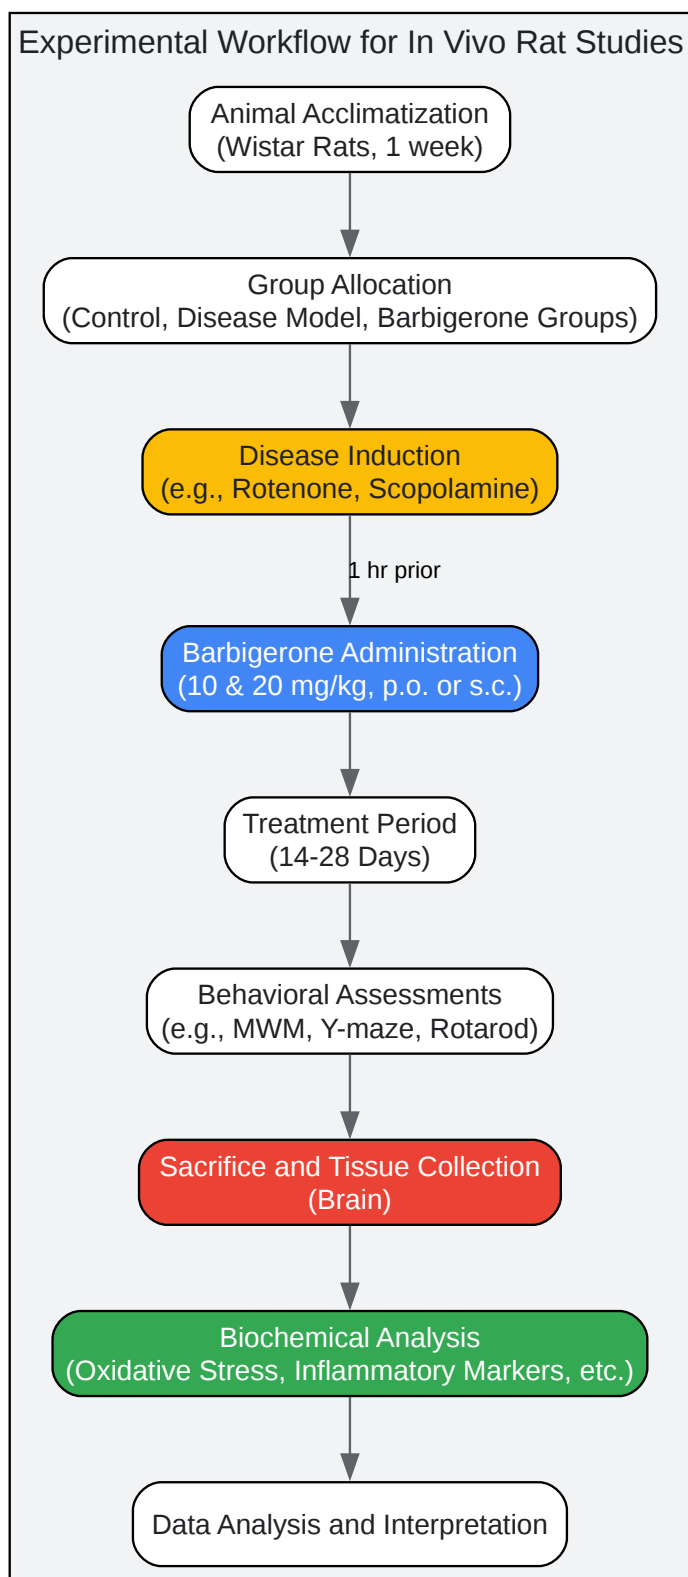 Experimental Workflow for In Vivo Rat Studies
Animal Acclimatization
(Wistar Rats, 1 week)
Group Allocation
(Control, Disease Model, Barbigerone Groups)
Disease Induction
(e.g., Rotenone, Scopolamine)
1 hr prior
Barbigerone Administration
(10 & 20 mg/kg, p.o. or s.c.)
Treatment Period
(14-28 Days)
Behavioral Assessments
(e.g., MWM, Y-maze, Rotarod)
Sacrifice and Tissue Collection
(Brain)
Biochemical Analysis
(Oxidative Stress, Inflammatory Markers, etc.)
Data Analysis and Interpretation